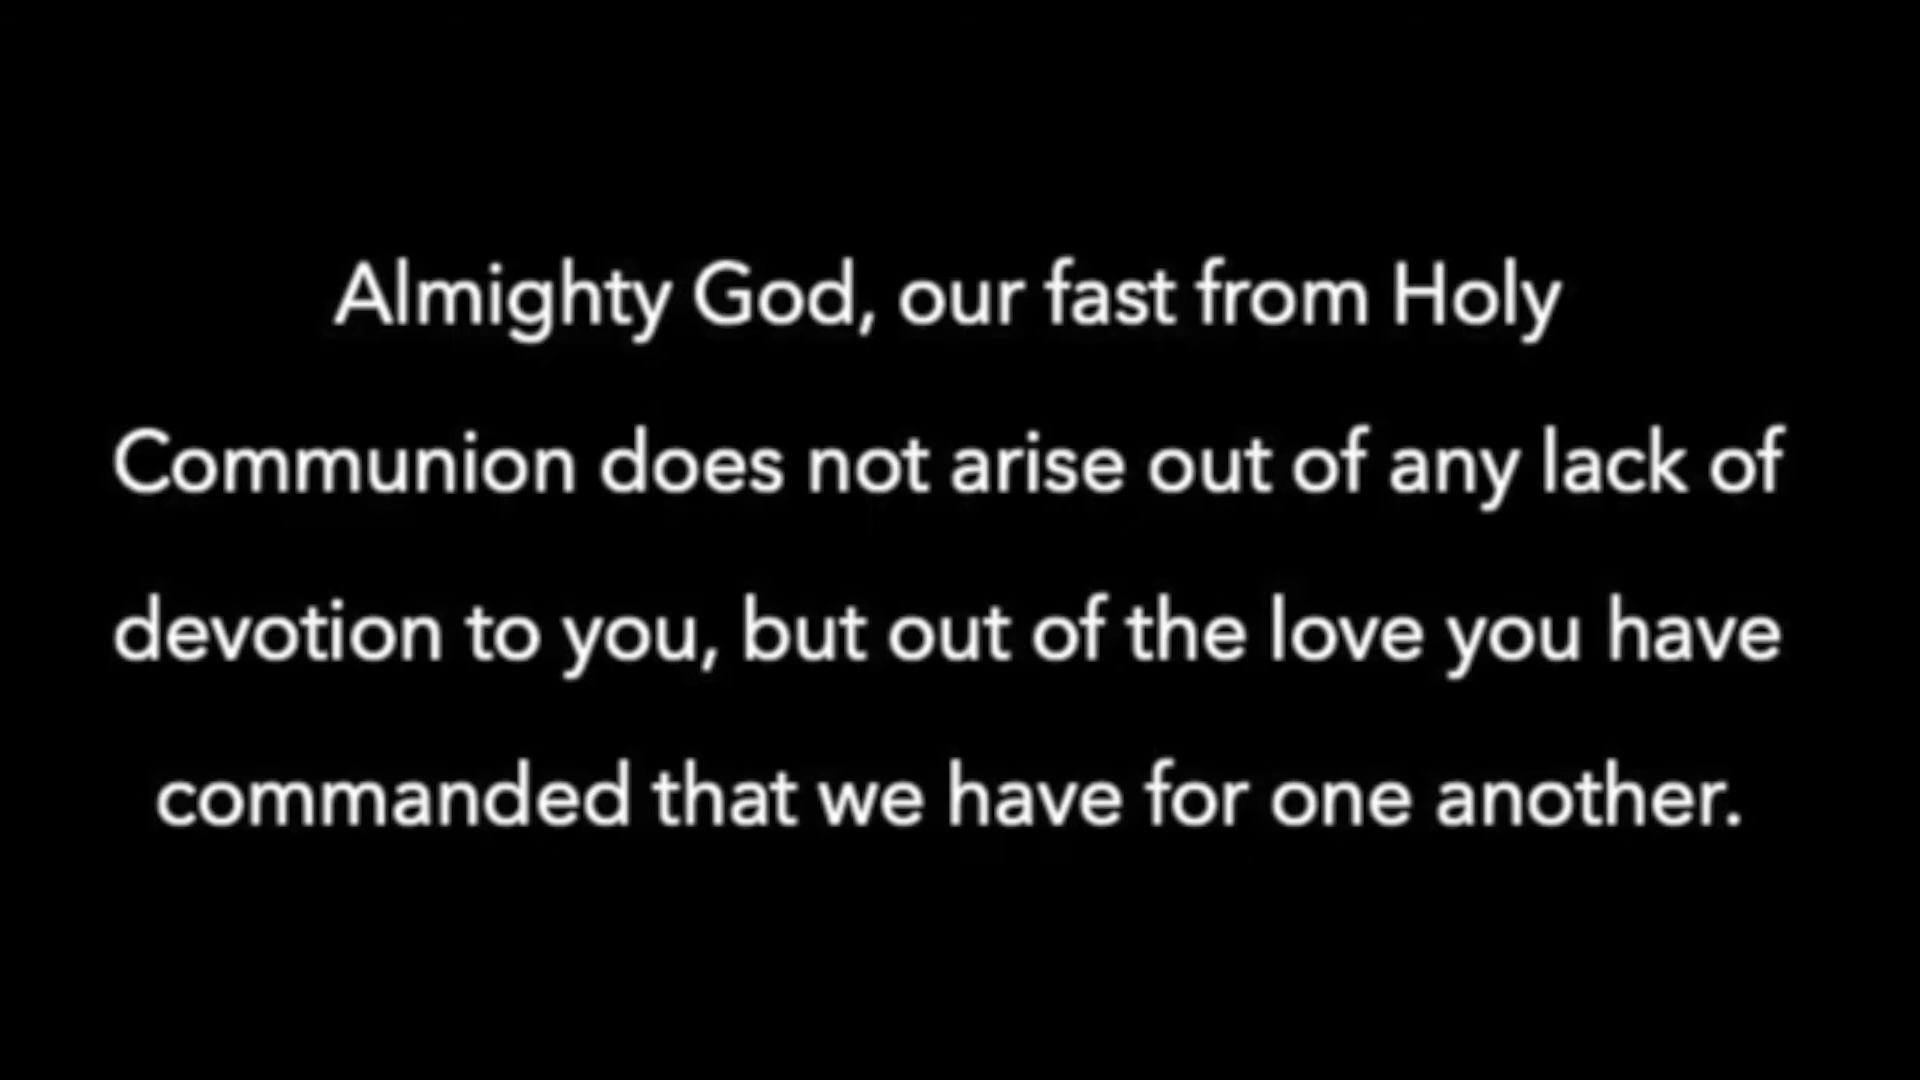 Almighty God, our fast from Holy
Communion does not arise out of any lack of
devotion to you, but out of the love you have
commanded that we have for one another.